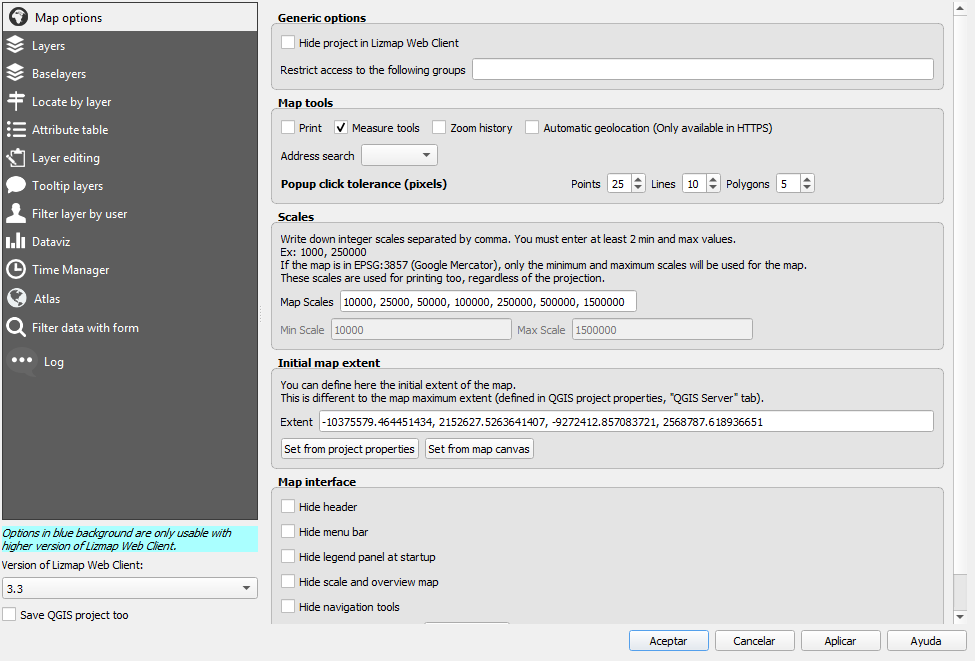 Map options
Layers
Baselayers
Locate by layer
Attribute table
Layer editing
Tooltip layers
Filter layer by user
Dataviz
Time Manager
Atlas
Filter data with form
Log
Options in blue background are only usable with
higher version of Lizmap Web Client.
Version of Lizmap Web Client:
3.3
Save QGIS project too
Generic options
Hide project in Lizmap Web Client
Restrict access to the following groups
Map tools
Print Measure tools Zoom history Automatic geolocation (Only available in HTTPS)
Address search
Popup click tolerance (pixels) Points 25 Lines 10 Polygons 5
Scales
Write down integer scales separated by comma. You must enter at least 2 min and max values.
Ex: 1000, 250000
If the map is in EPSG:3857 (Google Mercator), only the minimum and maximum scales will be used for the map.
These scales are used for printing too, regardless of the projection.
Map Scales 10000, 25000, 50000, 100000, 250000, 500000, 1500000
Min Scale 10000 Max Scale 1500000
Initial map extent
You can define here the initial extent of the map.
This is different to the map maximum extent (defined in QGIS project properties, "QGIS Server" tab).
Extent -10375579.464451434, 2152627.5263641407, -9272412.857083721, 2568787.618936651
Set from project properties Set from map canvas
Map interface
Hide header
Hide menu bar
Hide legend panel at startup
Hide scale and overview map
Hide navigation tools
Aceptar Cancelar Aplicar Ayuda